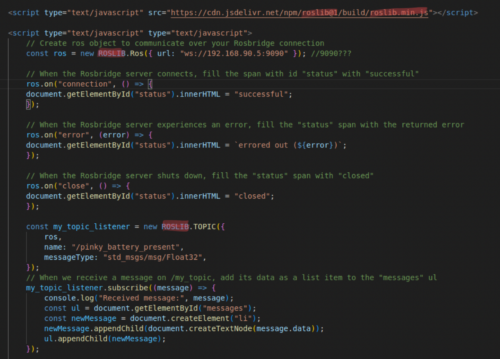 <script type="text/javascript" src="https://cdn.jsdelivr.net/npm/roslib@1/build/roslib.min.js"></script>
<script type="text/javascript" type="text/javascript">
// Create ros object to communicate over your Rosbridge connection
const ros = new ROSLIB.Ros({ url: "ws://192.168.90.5:9090" }); //9090???
// When the Rosbridge server connects, fill the span with id "status" with "successful"
ros.on("connection", () => {
document.getElementById("status").innerHTML = "successful";
});
// When the Rosbridge server experiences an error, fill the "status" span with the returned error
ros.on("error", (error) => {
document.getElementById("status").innerHTML = `errored out (${error})`;
});
// When the Rosbridge server shuts down, fill the "status" span with "closed"
ros.on("close", () => {
document.getElementById("status").innerHTML = "closed";
});
const my_topic_listener = new ROSLIB.TOPIC({
ros,
name: "/pinky_battery_present",
messageType: "std_msgs/msg/Float32",
});
// When we receive a message on /my_topic, add its data as a list item to the "messages" ul
my_topic_listener.subscribe((message) => {
console.log("Received message:", message);
const ul = document.getElementById("messages");
const newMessage = document.createElement("li");
newMessage.appendChild(document.createTextNode(message.data));
ul.appendChild(newMessage);
});